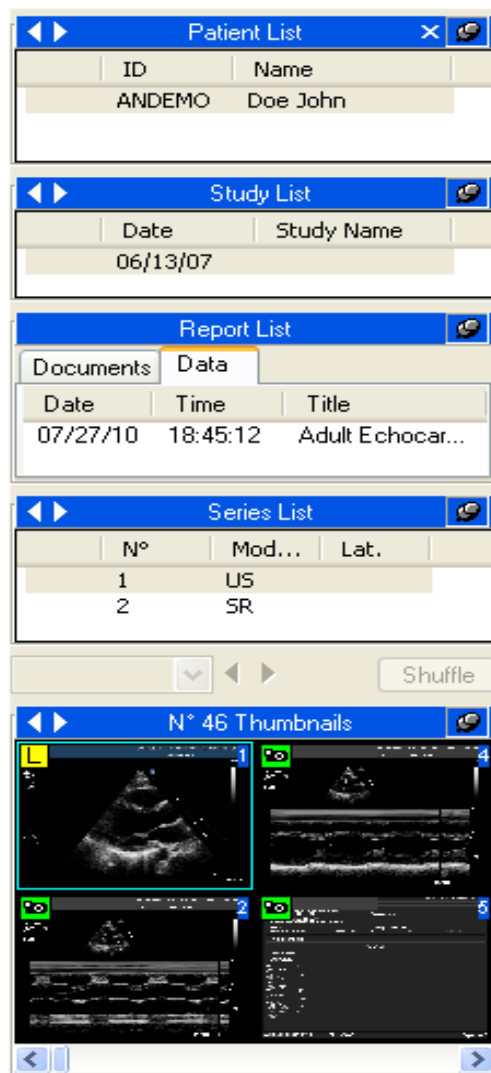 Patient List
ID Name
ANDEMO Doe John
Study List
Date Study Name
06/13/07
Report List
Documents Data
Date Time Title
07/27/10 18:45:12 Adult Echocar...
Series List
N° Mod... Lat.
1 US
2 SR
Shuffle
N° 46 Thumbnails
L 1 4
2 5